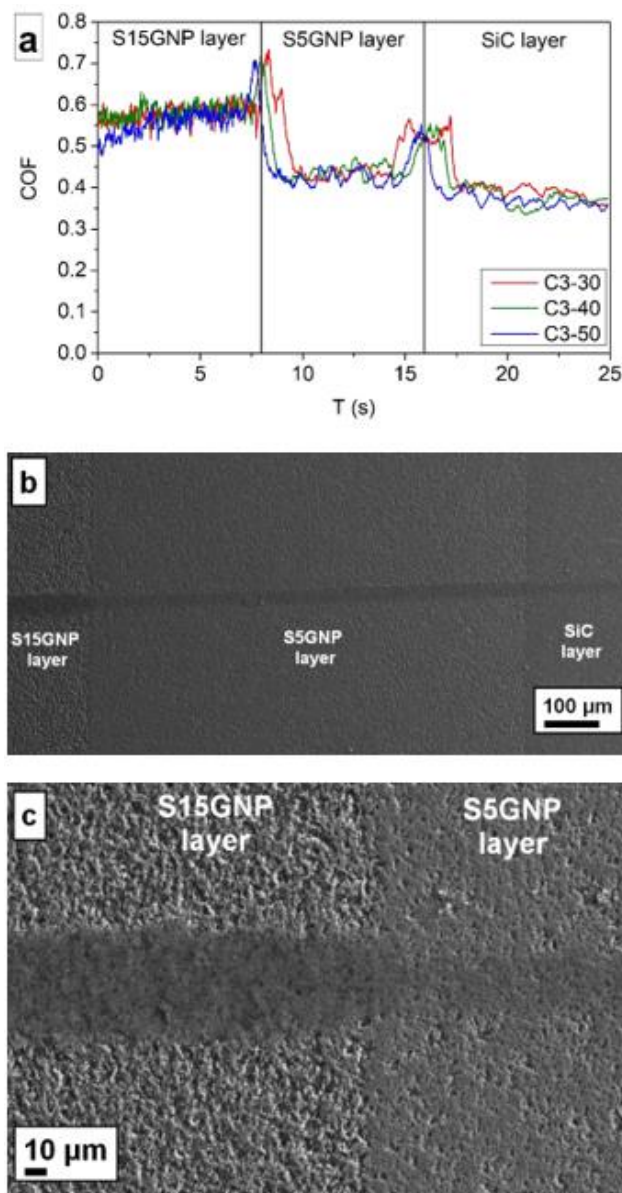 a
S15GNP layer S5GNP layer SiC layer
0.8
0.7
0.6
0.5
0.4
0.3
0.2
0.1
0.0
COF
C3-30
C3-40
C3-50
0 5 10 15 20 25
T (s)
b
S15GNP
layer
S5GNP
layer
SiC
layer
100 µm
c
S15GNP
layer
S5GNP
layer
10 µm